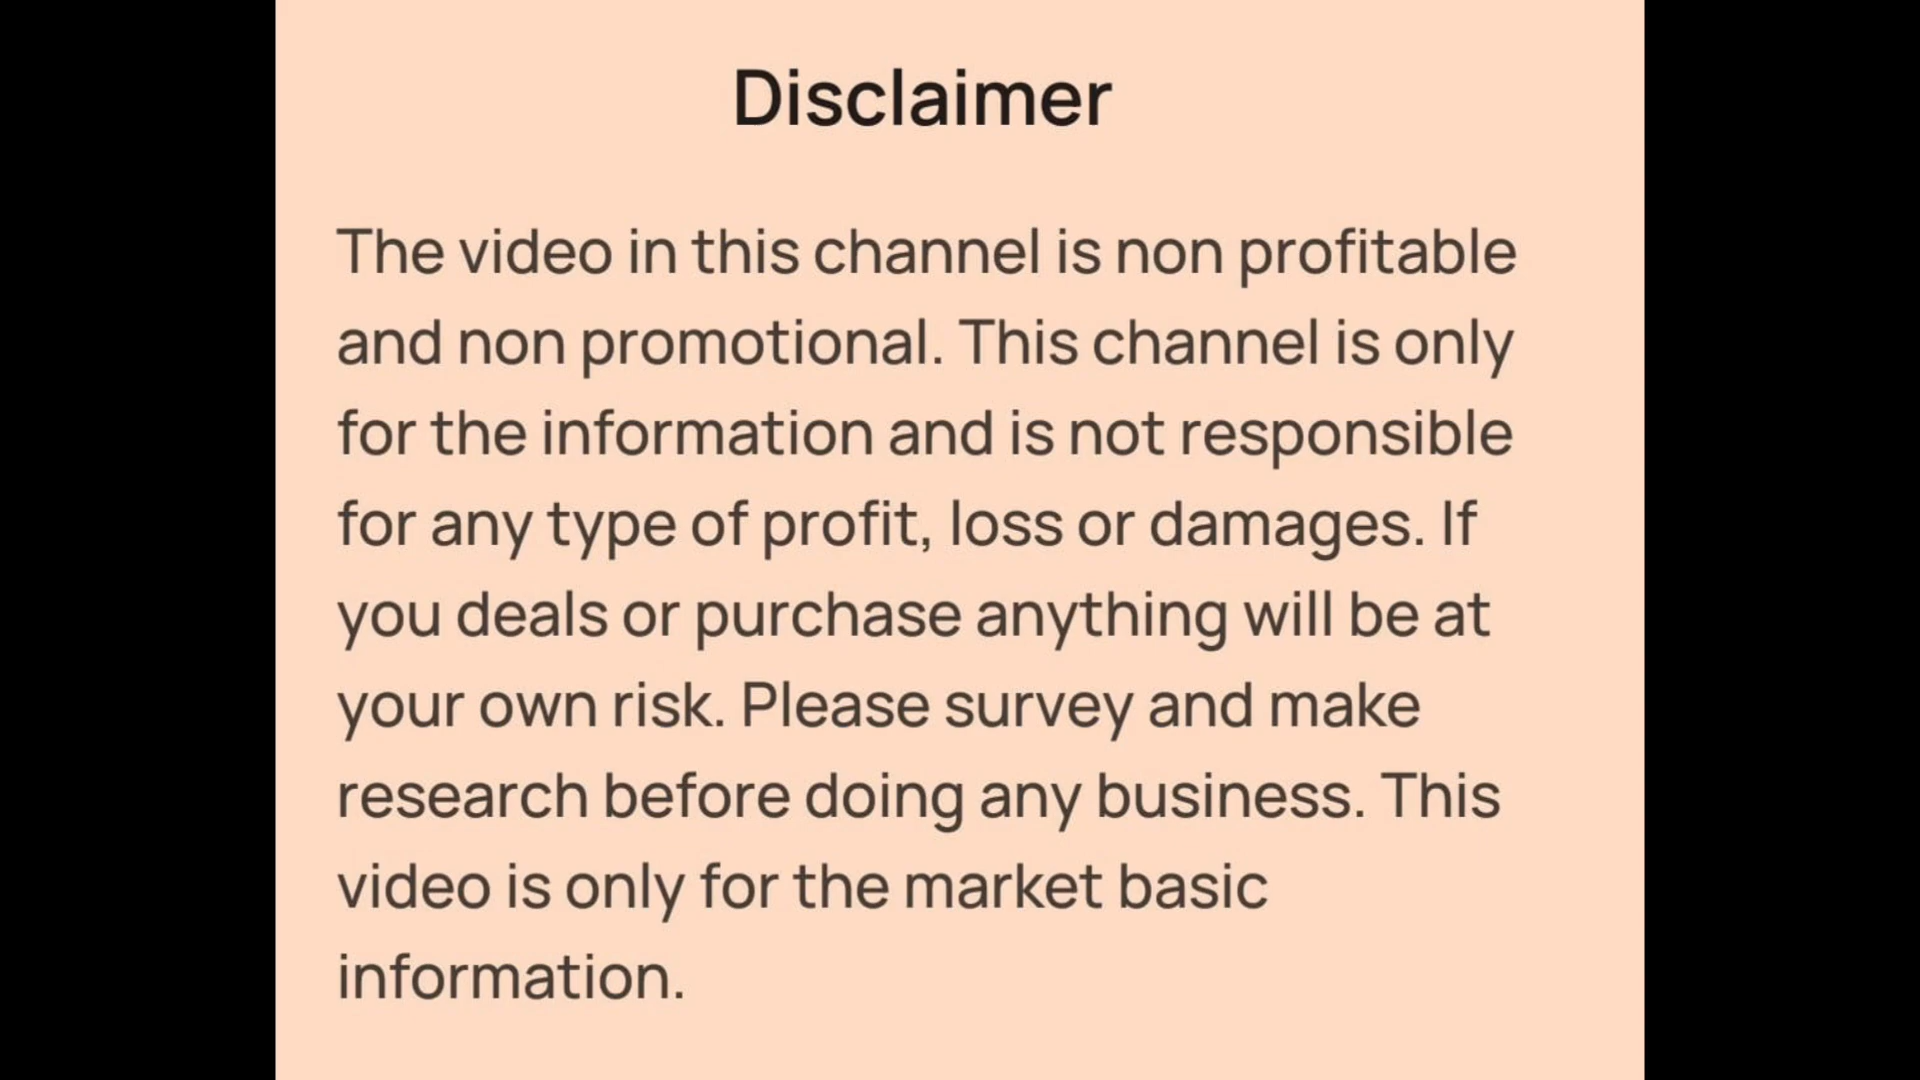 Disclaimer
The video in this channel is non profitable
and non promotional. This channel is only
for the information and is not responsible
for any type of profit, loss or damages. If
you deals or purchase anything will be at
your own risk. Please survey and make
research before doing any business. This
video is only for the market basic
information.